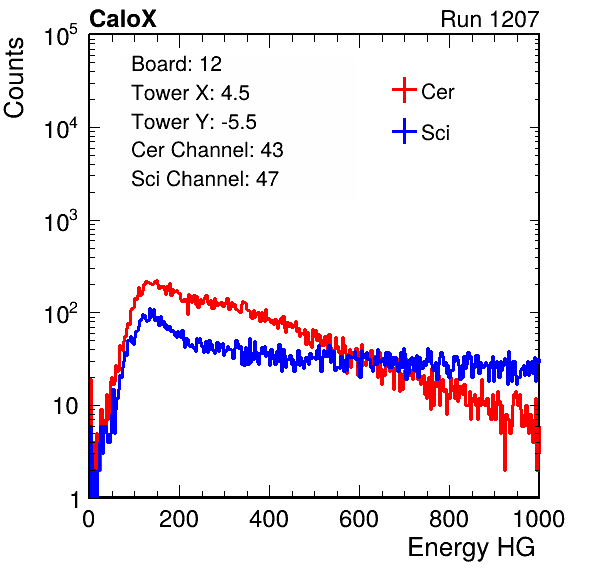 CaloX Run 1207
Counts
Board: 12
Tower X: 4.5
Tower Y: -5.5
Cer Channel: 43
Sci Channel: 47
Cer
Sci
10^5
10^4
10^3
10^2
10
1
0 200 400 600 800 1000
Energy HG